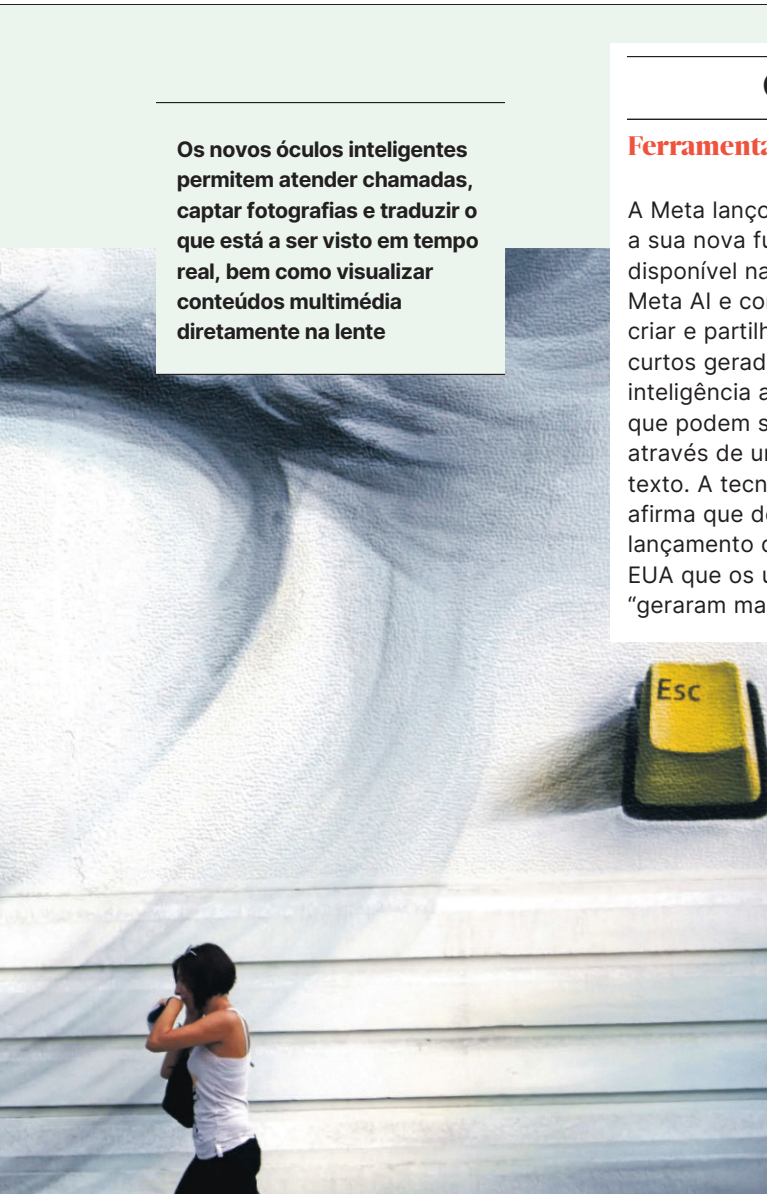 Os novos óculos inteligentes
permitem atender chamadas,
captar fotografias e traduzir o
que está a ser visto em tempo
real, bem como visualizar
conteúdos multimédia
diretamente na lente
Ferramenta
A Meta lanço
a sua nova fu
disponível na
Meta AI e co
criar e partilh
curtos gerad
inteligência a
que podem s
através de u
texto. A tecn
afirma que d
lançamento
EUA que os
“geraram ma
Esc